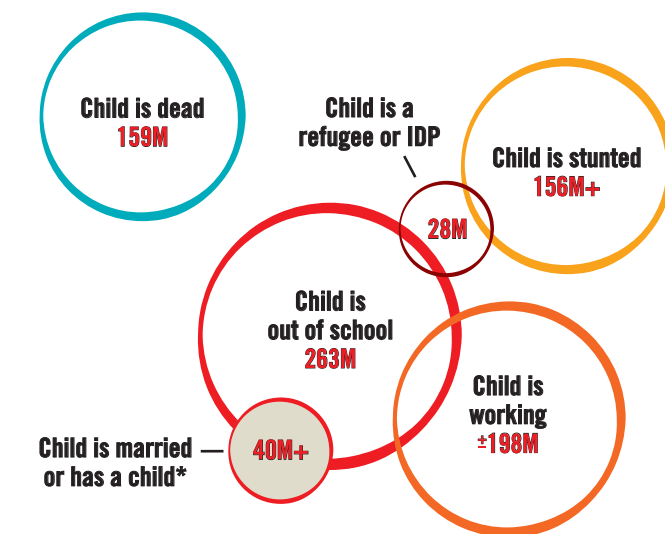 Child is dead
159M
Child is a
refugee or IDP
Child is stunted
156M+
28M
Child is
out of school
263M
Child is
working
±198M
Child is married
or has a child*
40M+